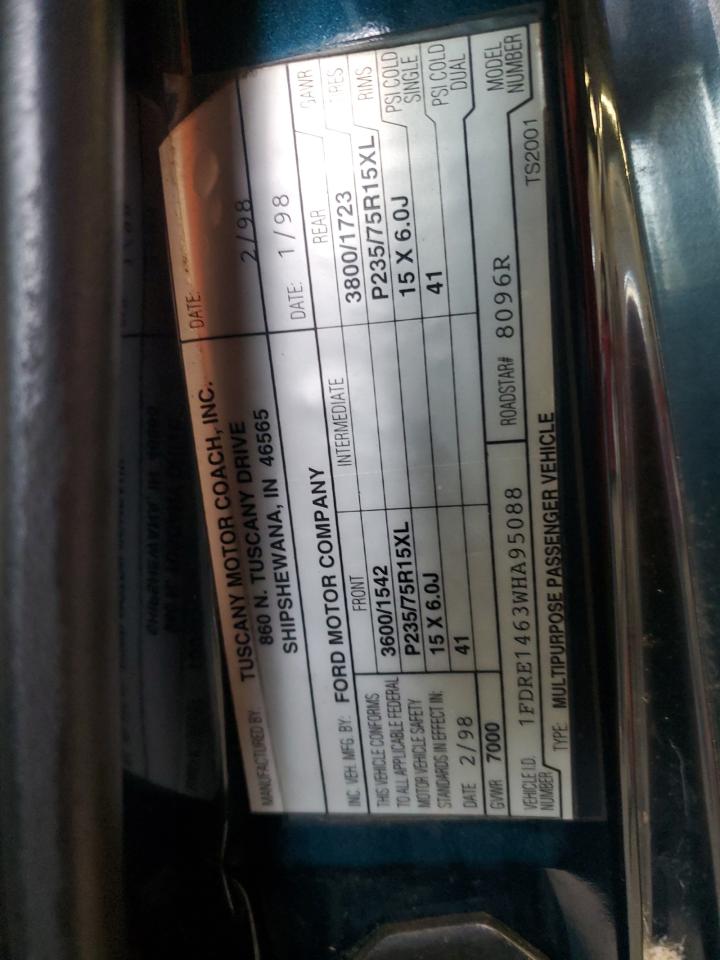 MANUFACTURED BY: TUSCANY MOTOR COACH, INC. DATE: 2/98
860 N. TUSCANY DRIVE
SHIPSHEWANA, IN 46565 DATE: 1/98
INC. VEH. MFG. BY: FORD MOTOR COMPANY
THIS VEHICLE CONFORMS TO ALL APPLICABLE FEDERAL MOTOR VEHICLE SAFETY STANDARDS IN EFFECT IN:
DATE 2/98
FRONT INTERMEDIATE REAR
3600/1542 3800/1723 GAWR
P235/75R15XL P235/75R15XL TIRES
15 X 6.0J 15 X 6.0J RIMS
41 41 PSI COLD SINGLE
PSI COLD DUAL
GVWR 7000
VEHICLE I.D. NUMBER 1FDRE1463WHA95088 ROADSTAR# 8096R MODEL NUMBER
TYPE: MULTIPURPOSE PASSENGER VEHICLE TS2001